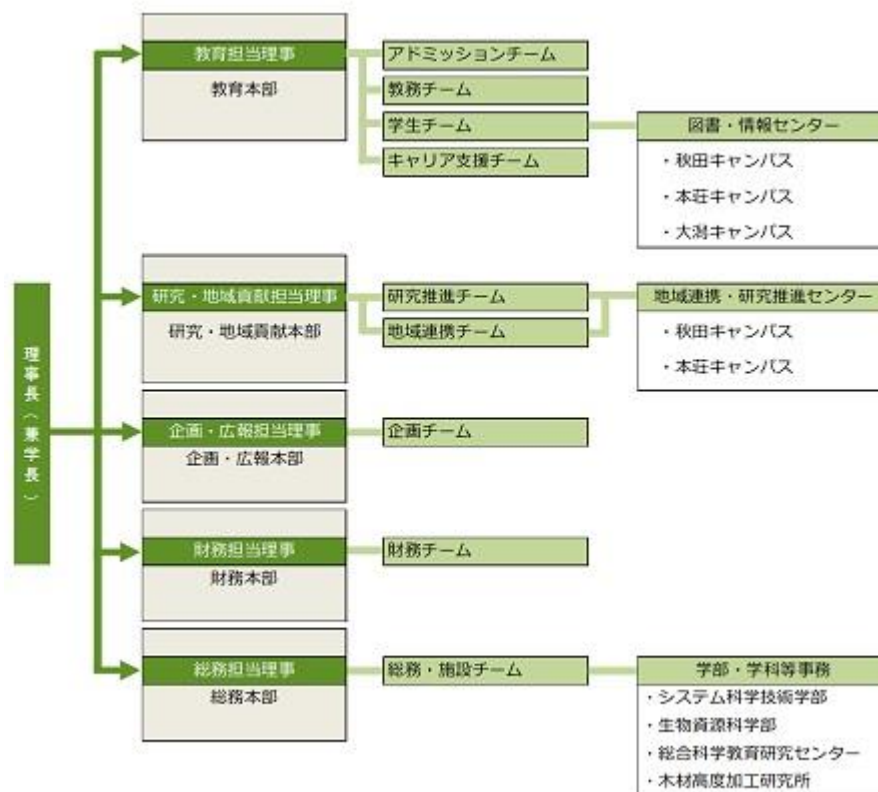 理事長（兼学長）
教育担当理事
教育本部
アドミッションチーム
教務チーム
学生チーム
キャリア支援チーム
図書・情報センター
・秋田キャンパス
・本荘キャンパス
・大潟キャンパス
研究・地域貢献担当理事
研究・地域貢献本部
研究推進チーム
地域連携チーム
地域連携・研究推進センター
・秋田キャンパス
・本荘キャンパス
企画・広報担当理事
企画・広報本部
企画チーム
財務担当理事
財務本部
財務チーム
総務担当理事
総務本部
総務・施設チーム
学部・学科等事務
・システム科学技術学部
・生物資源科学部
・総合科学教育研究センター
・木材高度加工研究所